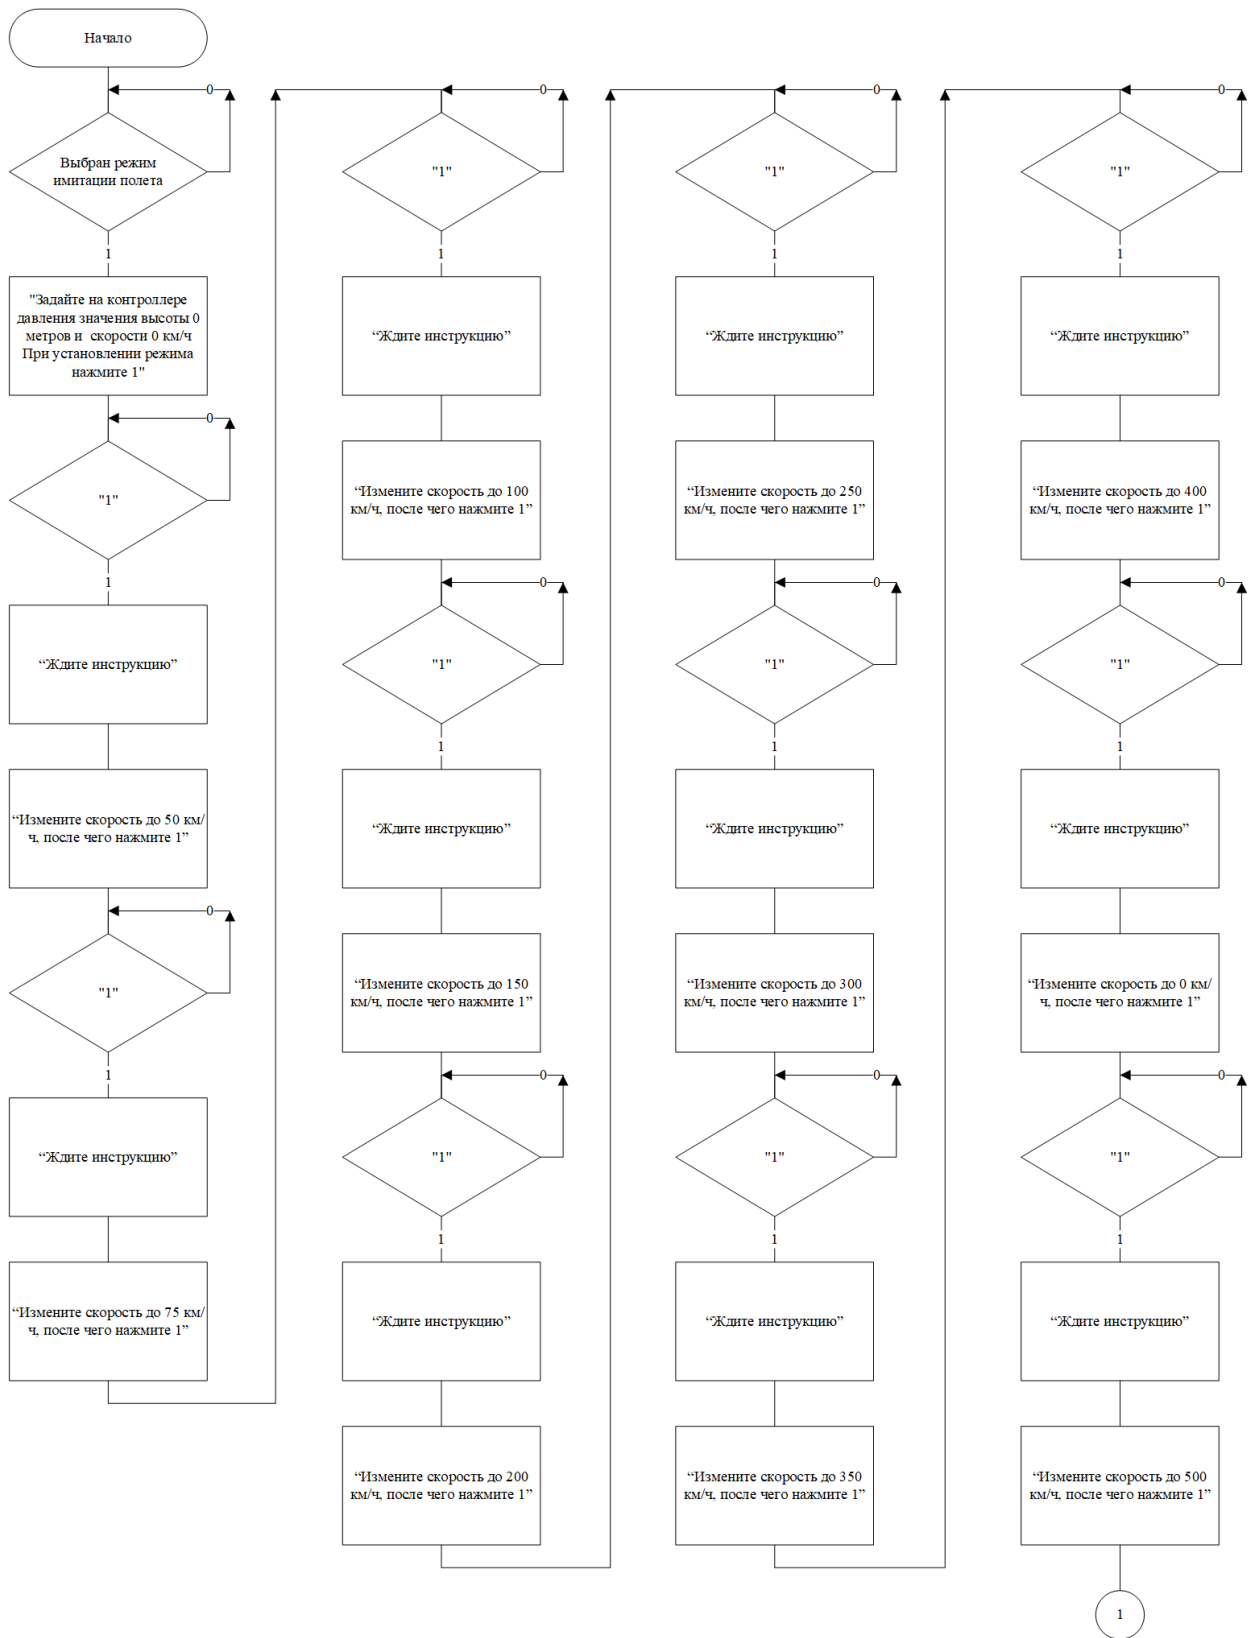 Начало
0
Выбран режим
имитации полета
1
"Задайте на контроллере
давления значения высоты 0
метров и  скорости 0 км/ч
При установлении режима
нажмите 1"
0
"1"
1
“Ждите инструкцию”
“Измените скорость до 50 км/
ч, после чего нажмите 1”
0
"1"
1
“Ждите инструкцию”
“Измените скорость до 75 км/
ч, после чего нажмите 1”
0
"1"
1
“Ждите инструкцию”
“Измените скорость до 100
км/ч, после чего нажмите 1”
0
"1"
1
“Ждите инструкцию”
“Измените скорость до 150
км/ч, после чего нажмите 1”
0
"1"
1
“Ждите инструкцию”
“Измените скорость до 200
км/ч, после чего нажмите 1”
0
"1"
1
“Ждите инструкцию”
“Измените скорость до 250
км/ч, после чего нажмите 1”
0
"1"
1
“Ждите инструкцию”
“Измените скорость до 300
км/ч, после чего нажмите 1”
0
"1"
1
“Ждите инструкцию”
“Измените скорость до 350
км/ч, после чего нажмите 1”
0
"1"
1
“Ждите инструкцию”
“Измените скорость до 400
км/ч, после чего нажмите 1”
0
"1"
1
“Ждите инструкцию”
“Измените скорость до 0 км/
ч, после чего нажмите 1”
0
"1"
1
“Ждите инструкцию”
“Измените скорость до 500
км/ч, после чего нажмите 1”
1